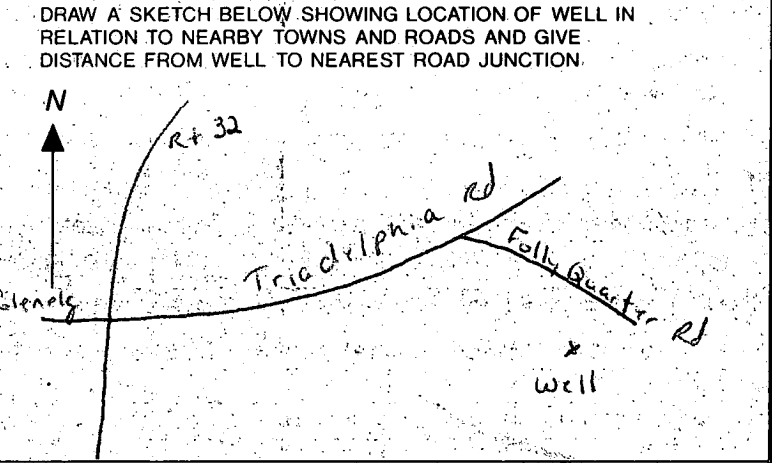 DRAW A SKETCH BELOW SHOWING LOCATION OF WELL IN
RELATION TO NEARBY TOWNS AND ROADS AND GIVE
DISTANCE FROM WELL TO NEAREST ROAD JUNCTION
N
Rt 32
Triadelphia Rd
Folly Quarter Rd
Glenelg
Well